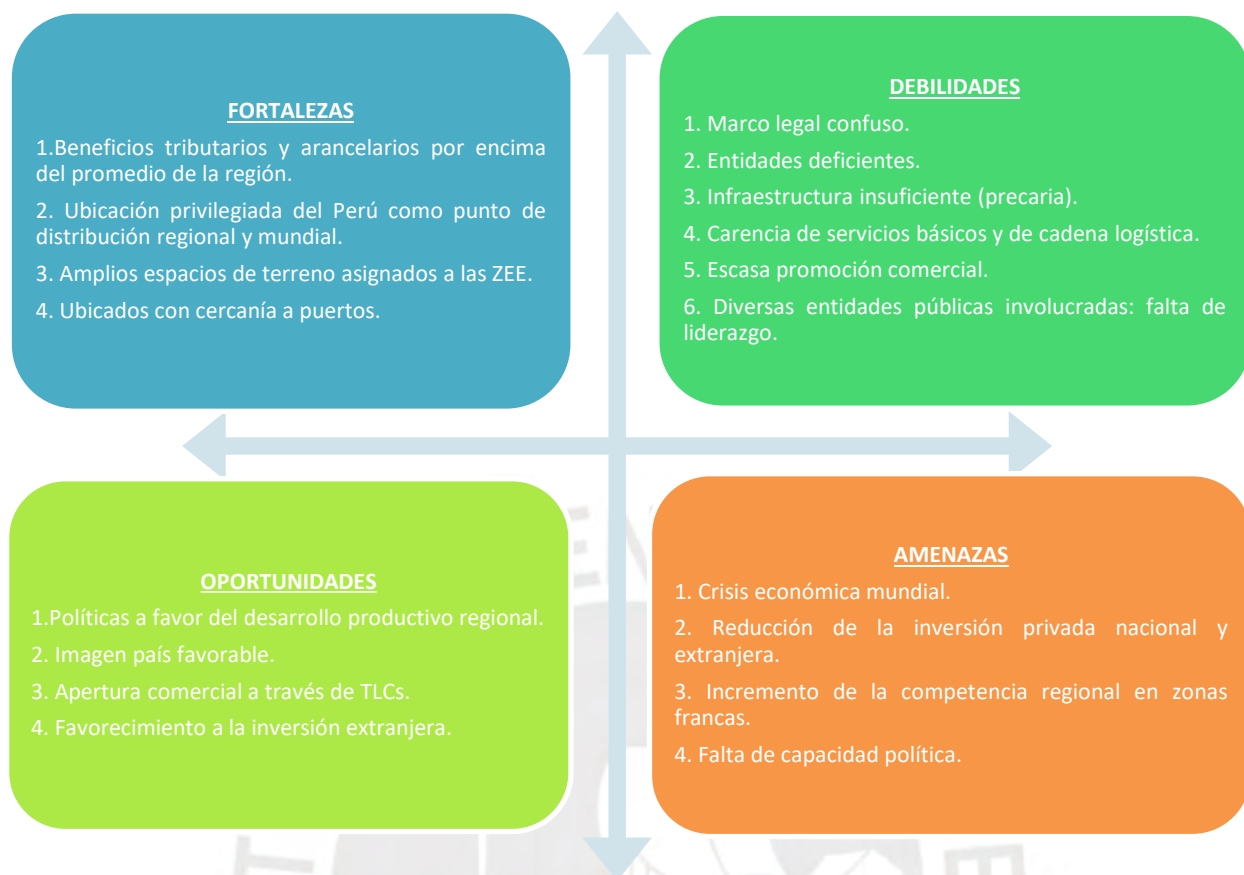 FORTALEZAS
1.Beneficios tributarios y arancelarios por encima
del promedio de la región.
2. Ubicación privilegiada del Perú como punto de
distribución regional y mundial.
3. Amplios espacios de terreno asignados a las ZEE.
4. Ubicados con cercanía a puertos.
DEBILIDADES
1. Marco legal confuso.
2. Entidades deficientes.
3. Infraestructura insuficiente (precaria).
4. Carencia de servicios básicos y de cadena logística.
5. Escasa promoción comercial.
6. Diversas entidades públicas involucradas: falta de
liderazgo.
OPORTUNIDADES
1.Políticas a favor del desarrollo productivo regional.
2. Imagen país favorable.
3. Apertura comercial a través de TLCs.
4. Favorecimiento a la inversión extranjera.
AMENAZAS
1. Crisis económica mundial.
2. Reducción de la inversión privada nacional y
extranjera.
3. Incremento de la competencia regional en zonas
francas.
4. Falta de capacidad política.